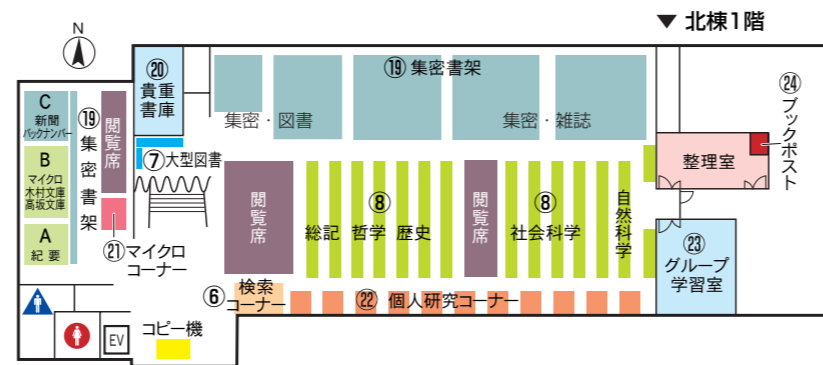 ▼ 北棟1階
N
⑳
貴重
書庫
⑲ 集密書架
集密・図書
集密・雑誌
㉔ ブックポスト
C
新聞
バックナンバー
B
マイクロ
木村文庫
高坂文庫
A
紀要
⑲ 集密書架
閲覧席
⑦大型図書
㉑マイクロ
コーナー
閲覧席
⑧
総記 哲学 歴史
閲覧席
⑧
社会科学
自然科学
整理室
㉓
グループ
学習室
⑥ 検索
コーナー
㉒ 個人研究コーナー
コピー機
EV